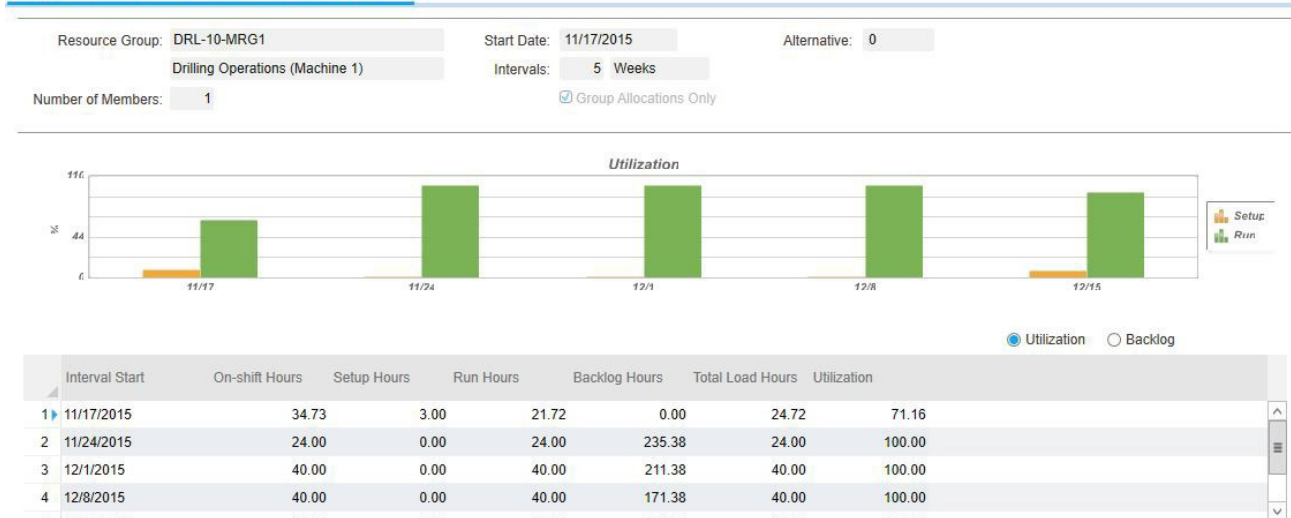 Resource Group: DRL-10-MRG1 Start Date: 11/17/2015 Alternative: 0
Drilling Operations (Machine 1) Intervals: 5 Weeks
Number of Members: 1 Group Allocations Only
Utilization
110
%
44
0
11/17 11/24 12/1 12/8 12/15
Setup
Run
Utilization Backlog
Interval Start On-shift Hours Setup Hours Run Hours Backlog Hours Total Load Hours Utilization
1 11/17/2015 34.73 3.00 21.72 0.00 24.72 71.16
2 11/24/2015 24.00 0.00 24.00 235.38 24.00 100.00
3 12/1/2015 40.00 0.00 40.00 211.38 40.00 100.00
4 12/8/2015 40.00 0.00 40.00 171.38 40.00 100.00